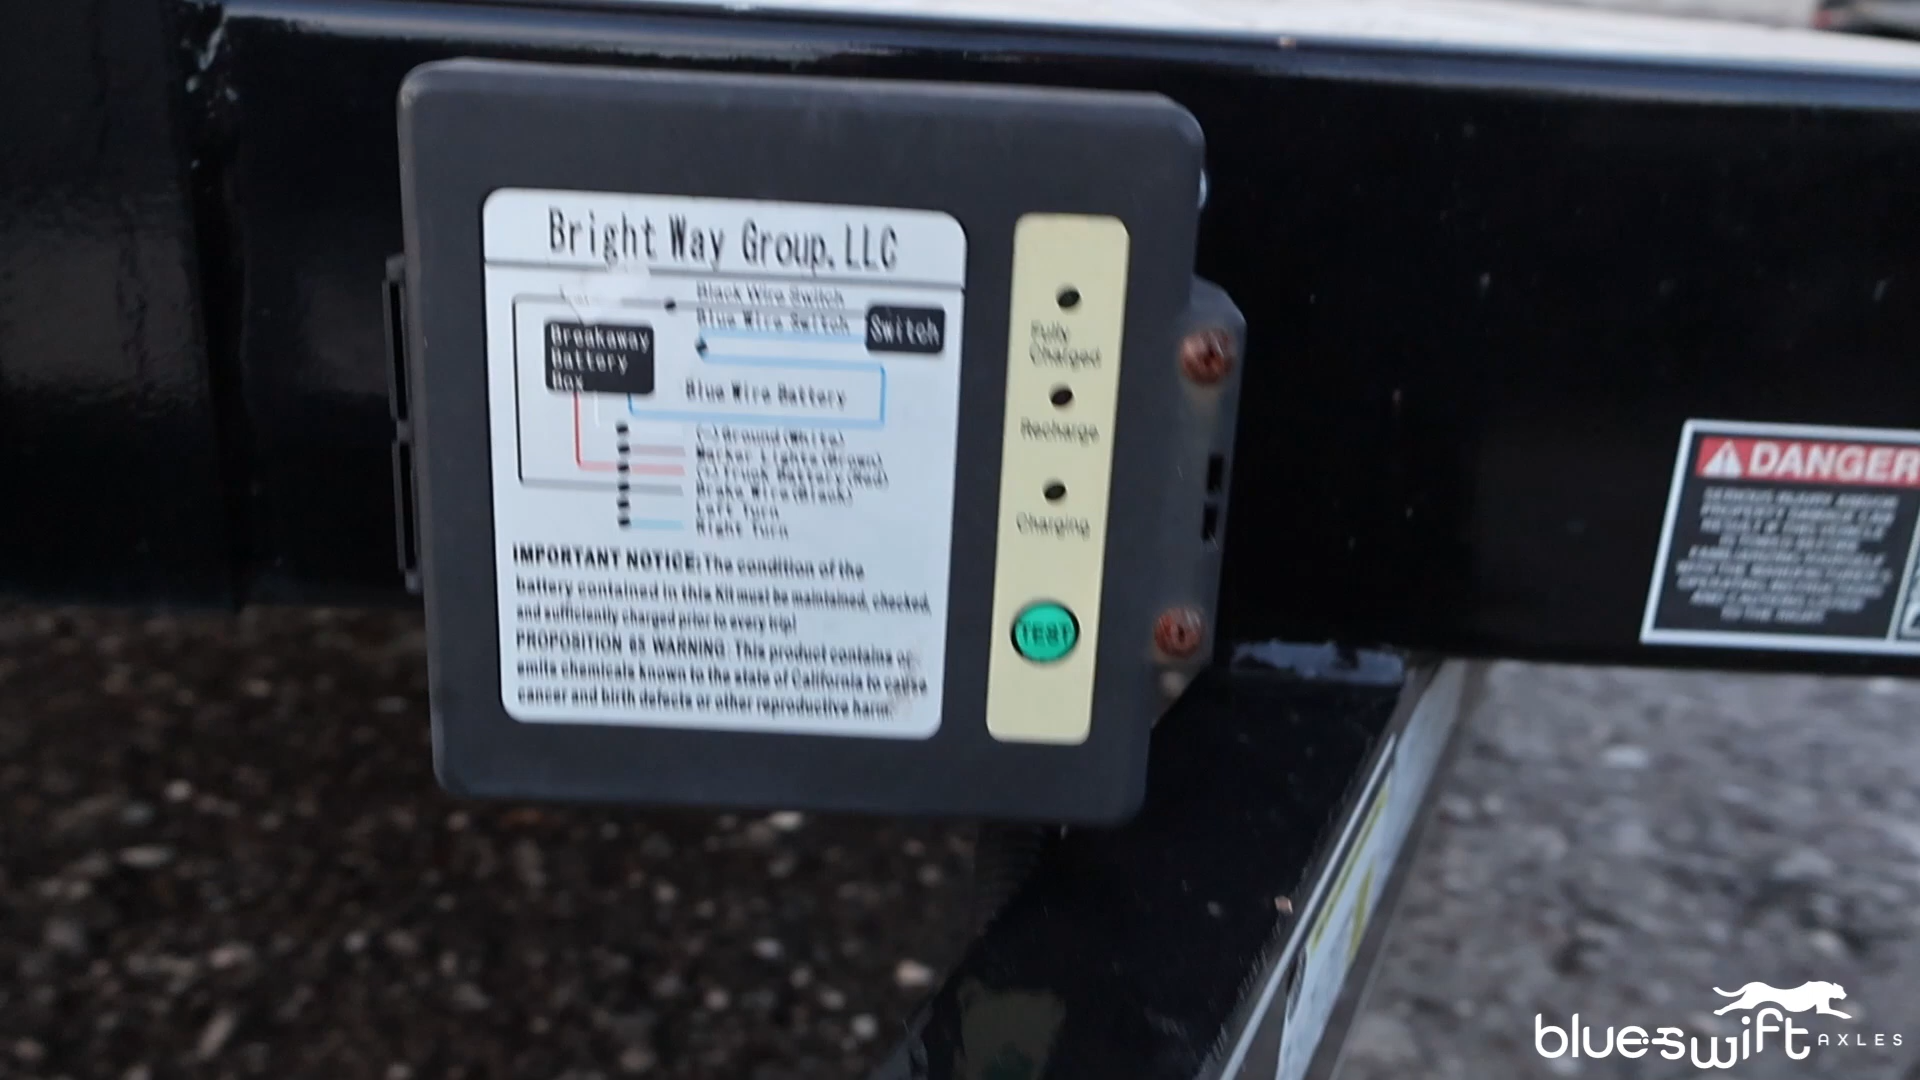 Bright Way Group. LLC
Black Wire Switch
Blue Wire Switch
Switch
Breakaway
Battery
Box
Blue Wire Battery
(-) Ground (White)
Marker Lights (Brown)
(+) Truck Battery (Red)
Brake Wire (Black)
Left Turn
Right Turn
IMPORTANT NOTICE: The condition of the
battery contained in this Kit must be maintained, checked,
and sufficiently charged prior to every trip!
PROPOSITION 65 WARNING: This product contains or
emits chemicals known to the state of California to cause
cancer and birth defects or other reproductive harm.
Fully
Charged
Recharge
Charging
TEST
DANGER
blueswift AXLES